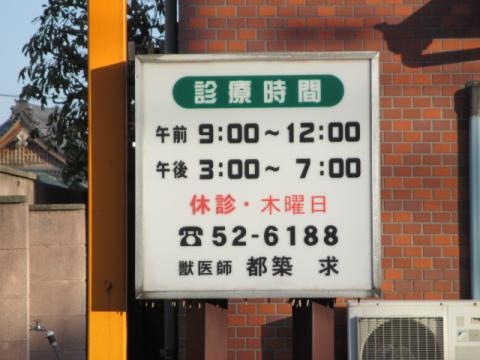 診療時間
午前 9:00～12:00
午後 3:00～ 7:00
休診・木曜日
☎52-6188
獣医師 都築 求